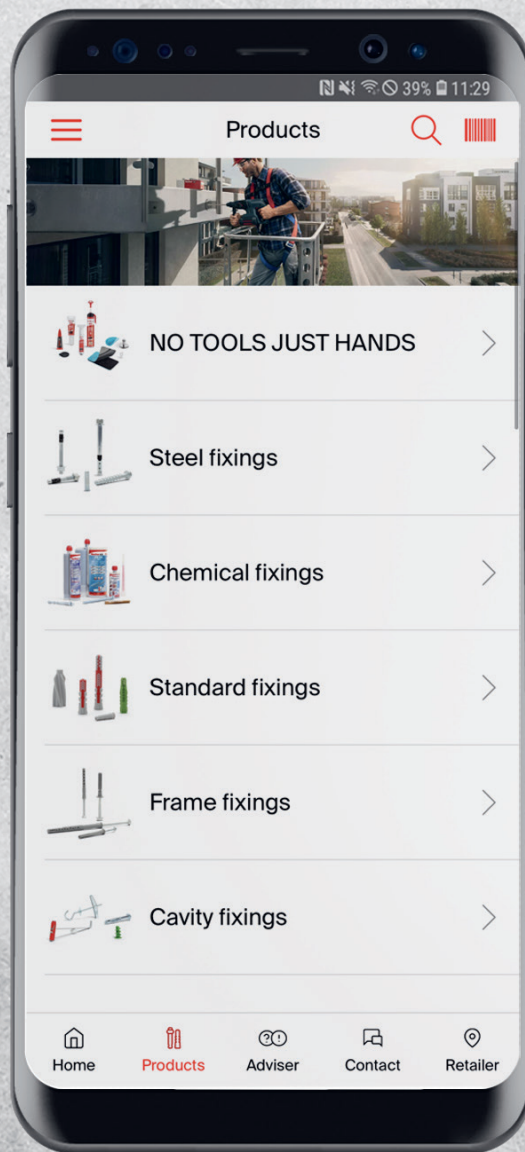 39% 11:29
Products
NO TOOLS JUST HANDS
Steel fixings
Chemical fixings
Standard fixings
Frame fixings
Cavity fixings
Home Products Adviser Contact Retailer